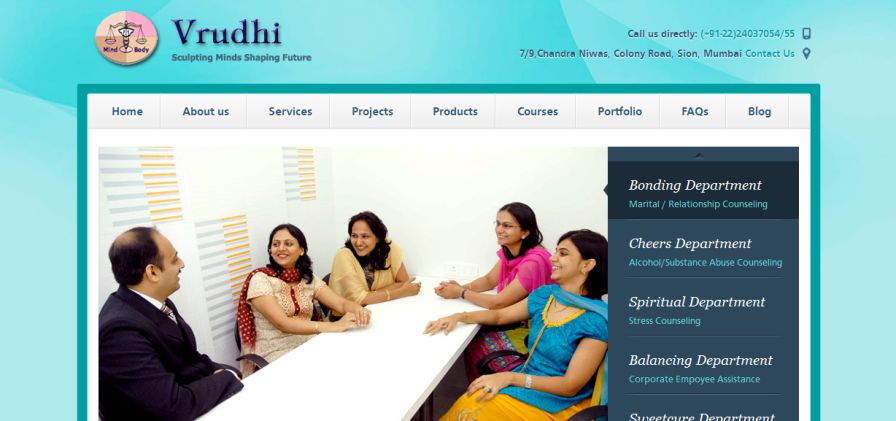 Mind Body
Vrudhi
Sculpting Minds Shaping Future
Call us directly: (+91-22)24037054/55
7/9,Chandra Niwas, Colony Road, Sion, Mumbai Contact Us
Home About us Services Projects Products Courses Portfolio FAQs Blog
Bonding Department
Marital / Relationship Counseling
Cheers Department
Alcohol/Substance Abuse Counseling
Spiritual Department
Stress Counseling
Balancing Department
Corporate Empoyee Assistance
Sweetcure Department